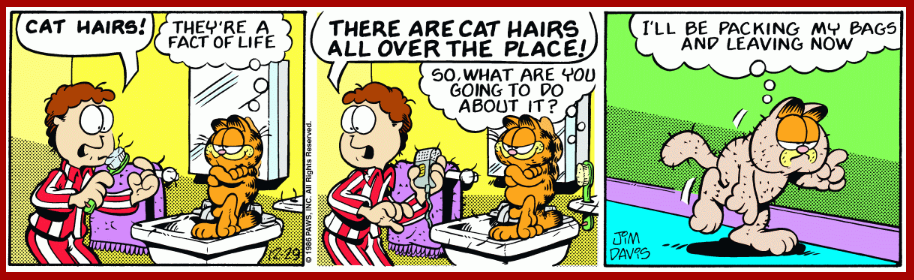 CAT HAIRS!
THEY'RE A
FACT OF LIFE
12-29
© 1986 PAWS, INC. All Rights Reserved.
THERE ARE CAT HAIRS
ALL OVER THE PLACE!
SO, WHAT ARE YOU
GOING TO DO
ABOUT IT?
I'LL BE PACKING MY BAGS
AND LEAVING NOW
JIM
DAVIS